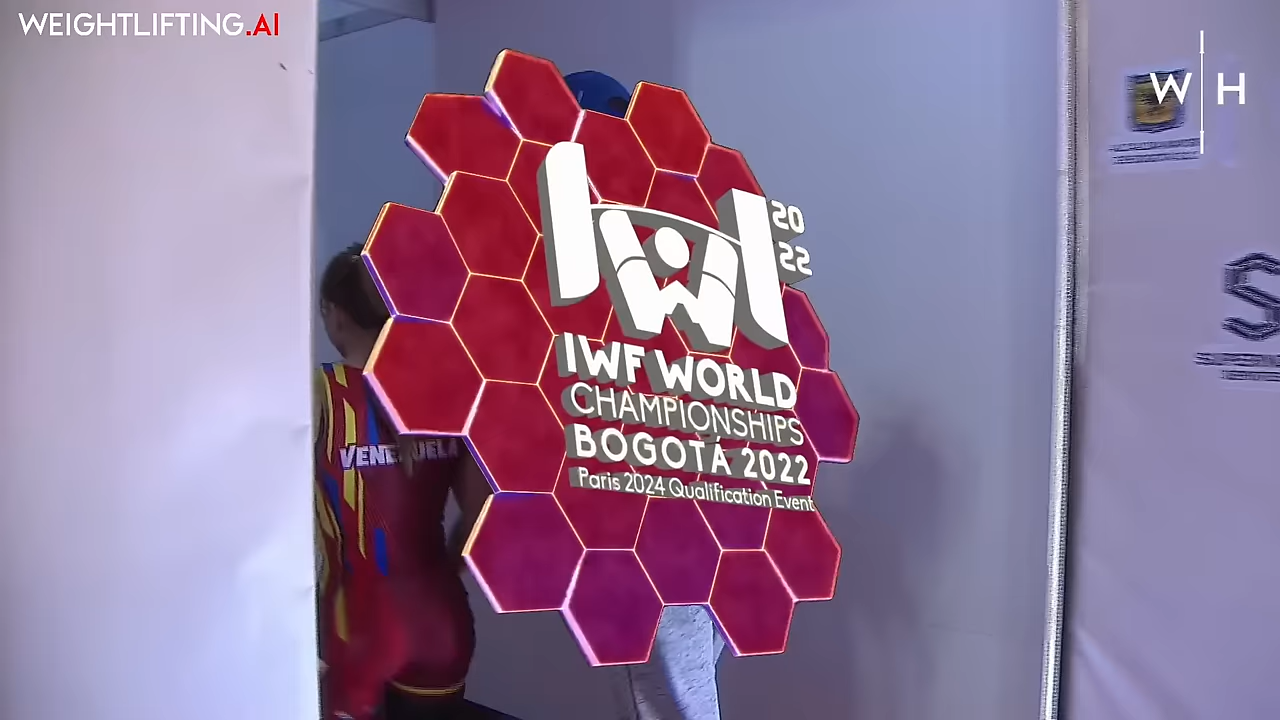 WEIGHTLIFTING.AI
W|H
20
22
IWF WORLD
CHAMPIONSHIPS
BOGOTÁ 2022
Paris 2024 Qualification Event
VENEZUELA
S